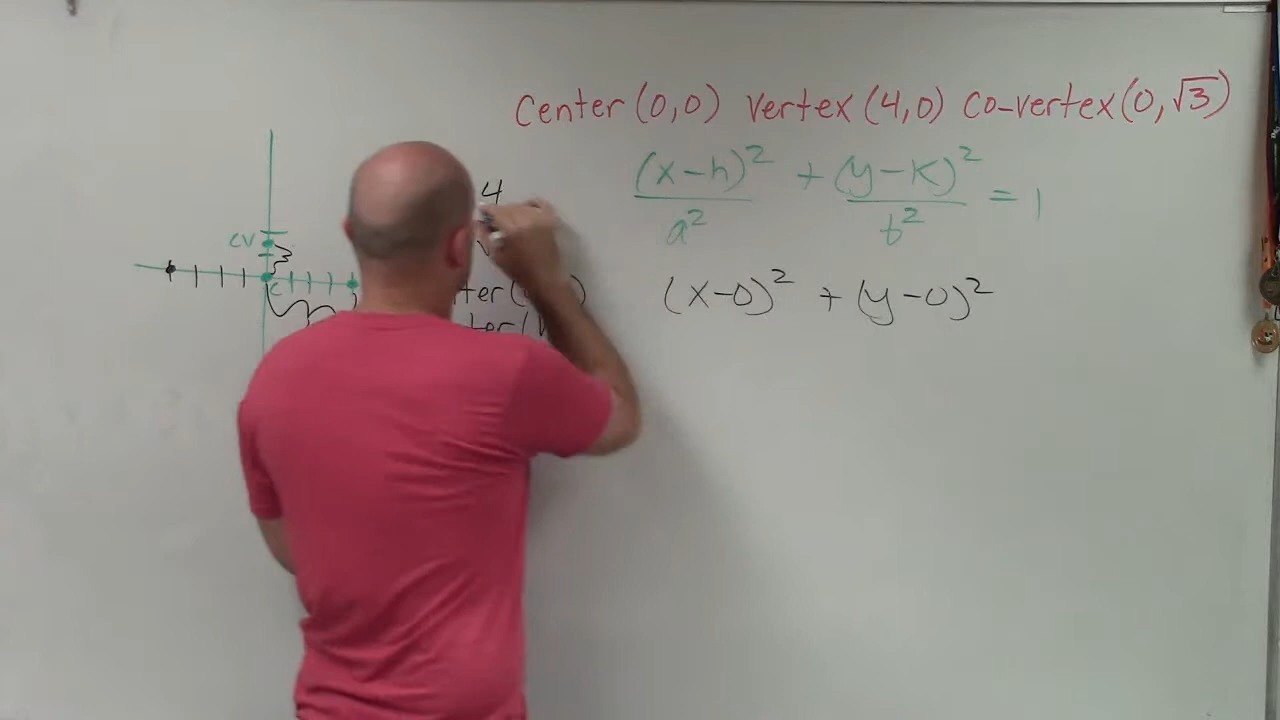 Center (0,0) Vertex (4,0) Co-vertex (0,√3)
(x-h)² + (y-k)² = 1
a² b²
4
CV
C
(x-0)² + (y-0)²